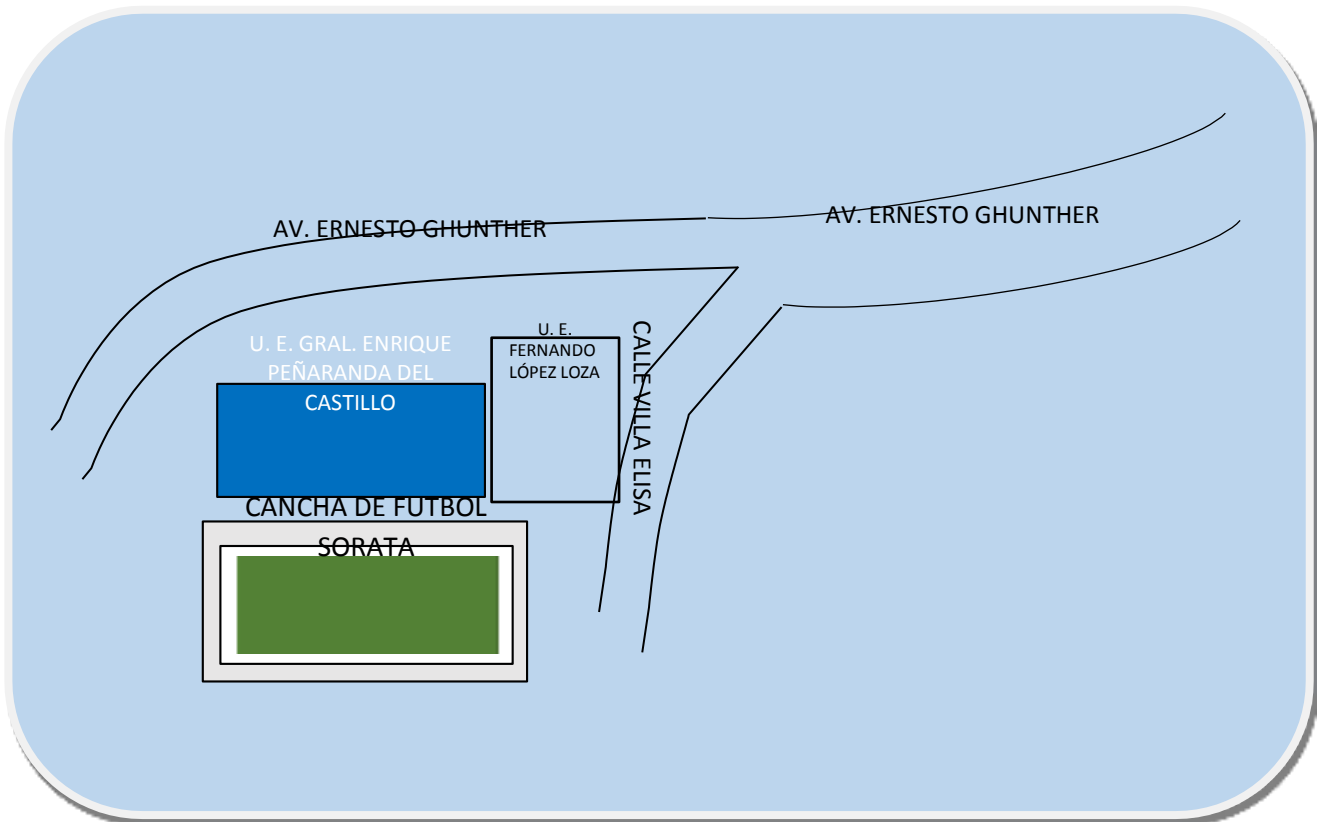 AV. ERNESTO GHUNTHER
AV. ERNESTO GHUNTHER
U. E. GRAL. ENRIQUE
PEÑARANDA DEL
CASTILLO
U. E.
FERNANDO
LÓPEZ LOZA
CALLE VILLA ELISA
CANCHA DE FUTBOL
SORATA